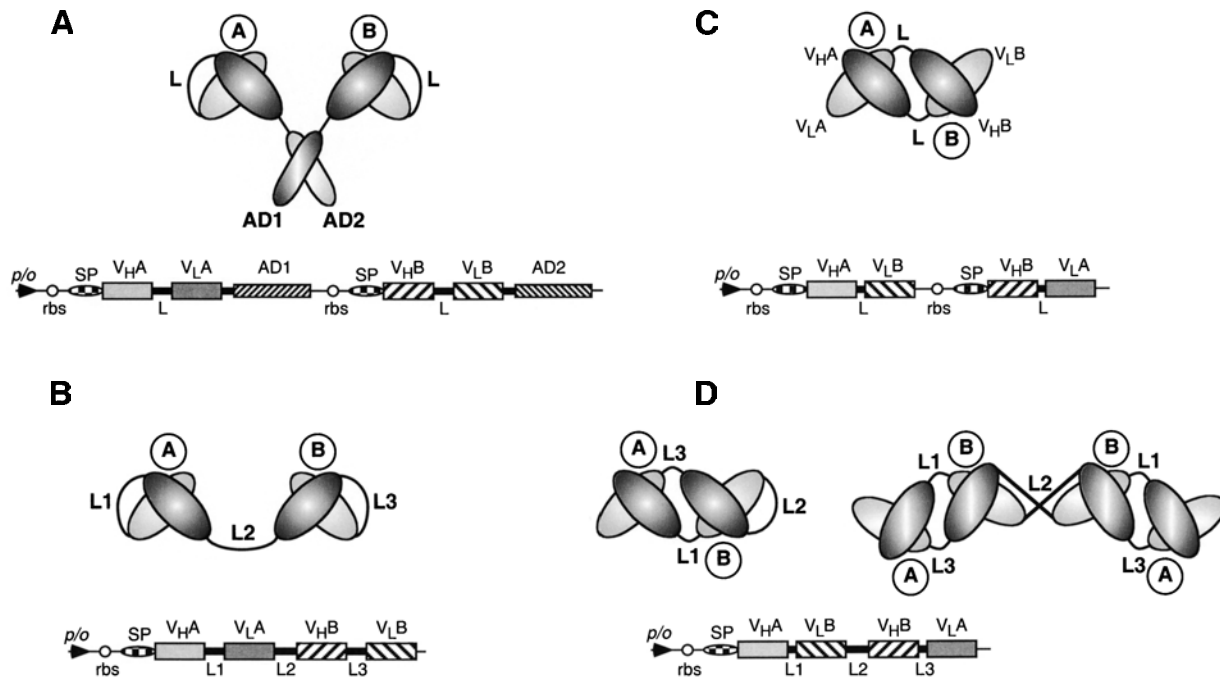 A
A B
L L
AD1 AD2
p/o SP VHA VLA AD1 SP VHB VLB AD2
rbs L rbs L
C
A L
VHA VLB
VLA L B VHB
p/o SP VHA VLB SP VHB VLA
rbs L rbs L
B
A B
L1 L3
L2
p/o SP VHA VLA VHB VLB
rbs L1 L2 L3
D
A L3
L2
L1 B
B B
L1 L2 L1
A L3 L3 A
p/o SP VHA VLB VHB VLA
rbs L1 L2 L3